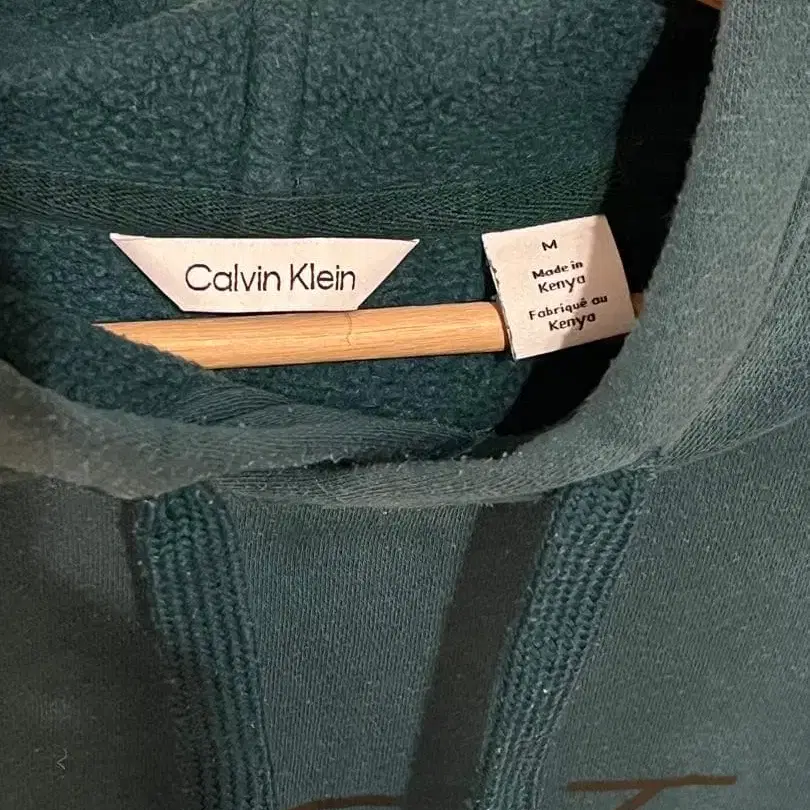 Calvin Klein
M
Made in
Kenya
Fabriqué au
Kenya